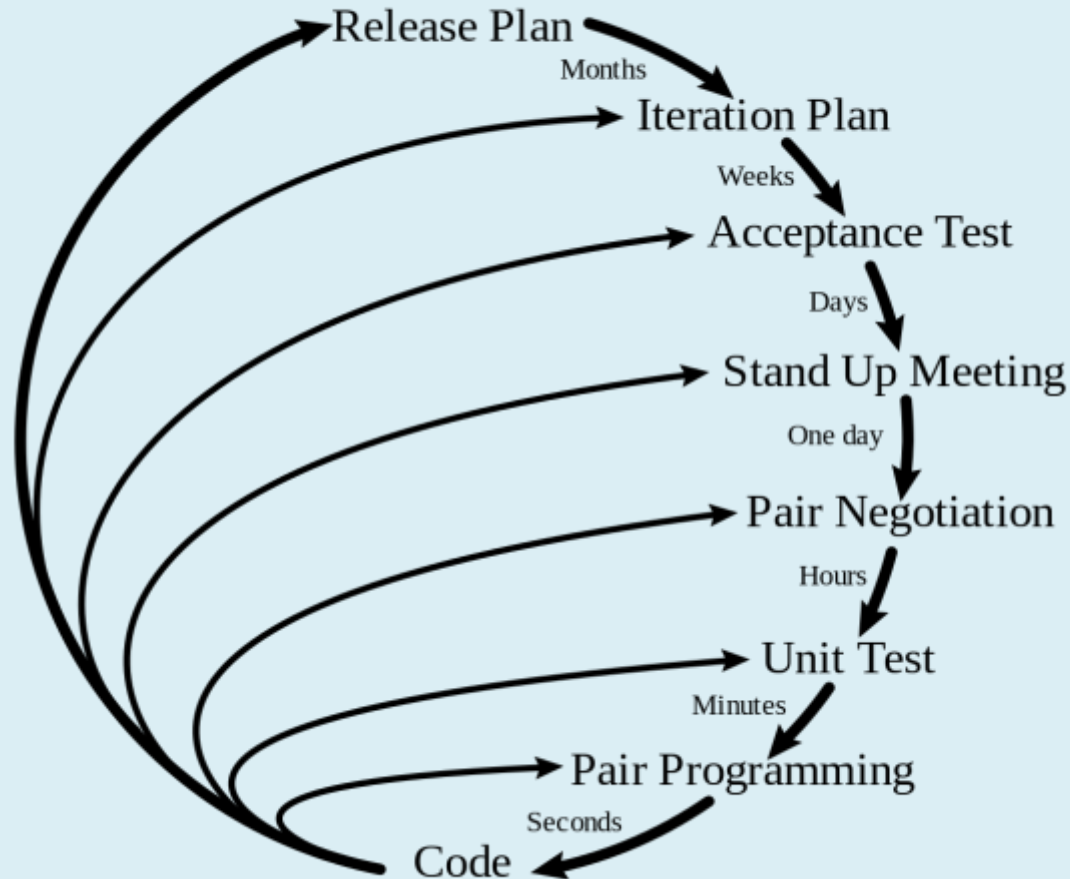 Release Plan
Months
Iteration Plan
Weeks
Acceptance Test
Days
Stand Up Meeting
One day
Pair Negotiation
Hours
Unit Test
Minutes
Pair Programming
Seconds
Code